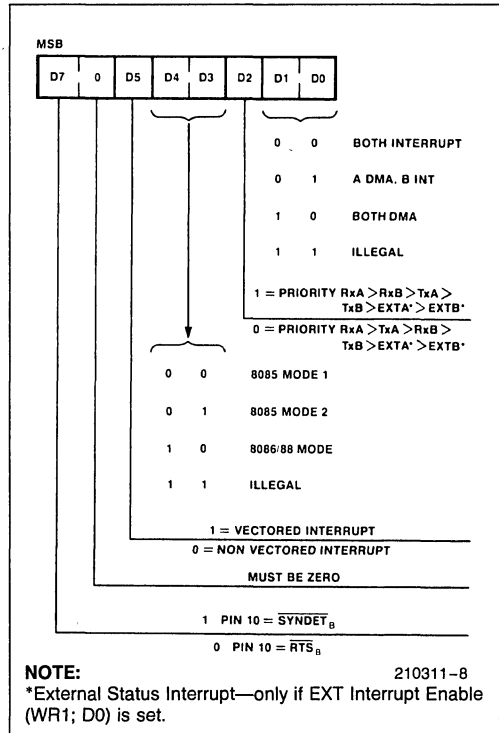 MSB
D7 0 D5 D4 D3 D2 D1 D0
0 0 BOTH INTERRUPT
0 1 A DMA, B INT
1 0 BOTH DMA
1 1 ILLEGAL
1 = PRIORITY RxA > RxB > TxA >
TxB > EXTA* > EXTB*
0 = PRIORITY RxA > TxA > RxB >
TxB > EXTA* > EXTB*
0 0 8085 MODE 1
0 1 8085 MODE 2
1 0 8086/88 MODE
1 1 ILLEGAL
1 = VECTORED INTERRUPT
0 = NON VECTORED INTERRUPT
MUST BE ZERO
1 PIN 10 = SYNDET B
0 PIN 10 = RTS B
NOTE: 210311-8
*External Status Interrupt—only if EXT Interrupt Enable
(WR1; D0) is set.